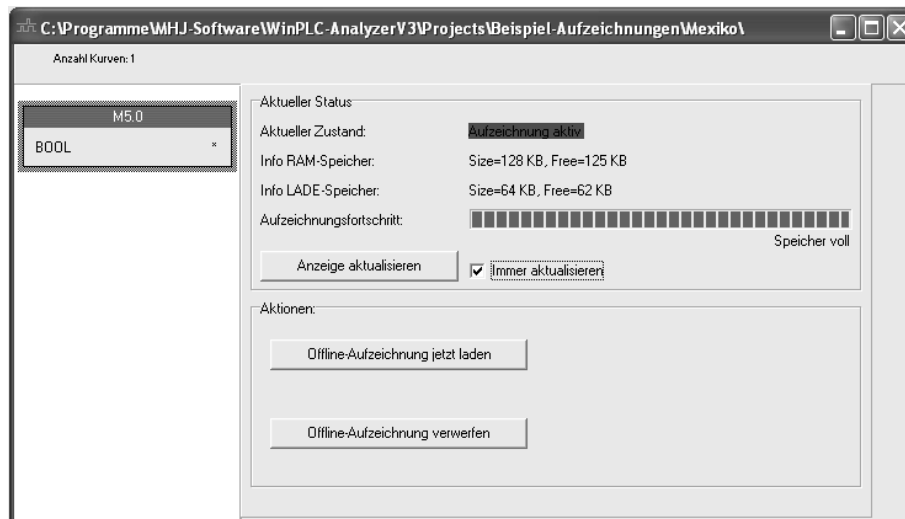 C:\Programme\MHJ-Software\WinPLC-AnalyzerV3\Projects\Beispiel-Aufzeichnungen\Mexiko\
Anzahl Kurven: 1
M5.0
BOOL *
Aktueller Status
Aktueller Zustand: Aufzeichnung aktiv
Info RAM-Speicher: Size=128 KB, Free=125 KB
Info LADE-Speicher: Size=64 KB, Free=62 KB
Aufzeichnungsfortschritt:
Speicher voll
Anzeige aktualisieren Immer aktualisieren
Aktionen:
Offline-Aufzeichnung jetzt laden
Offline-Aufzeichnung verwerfen